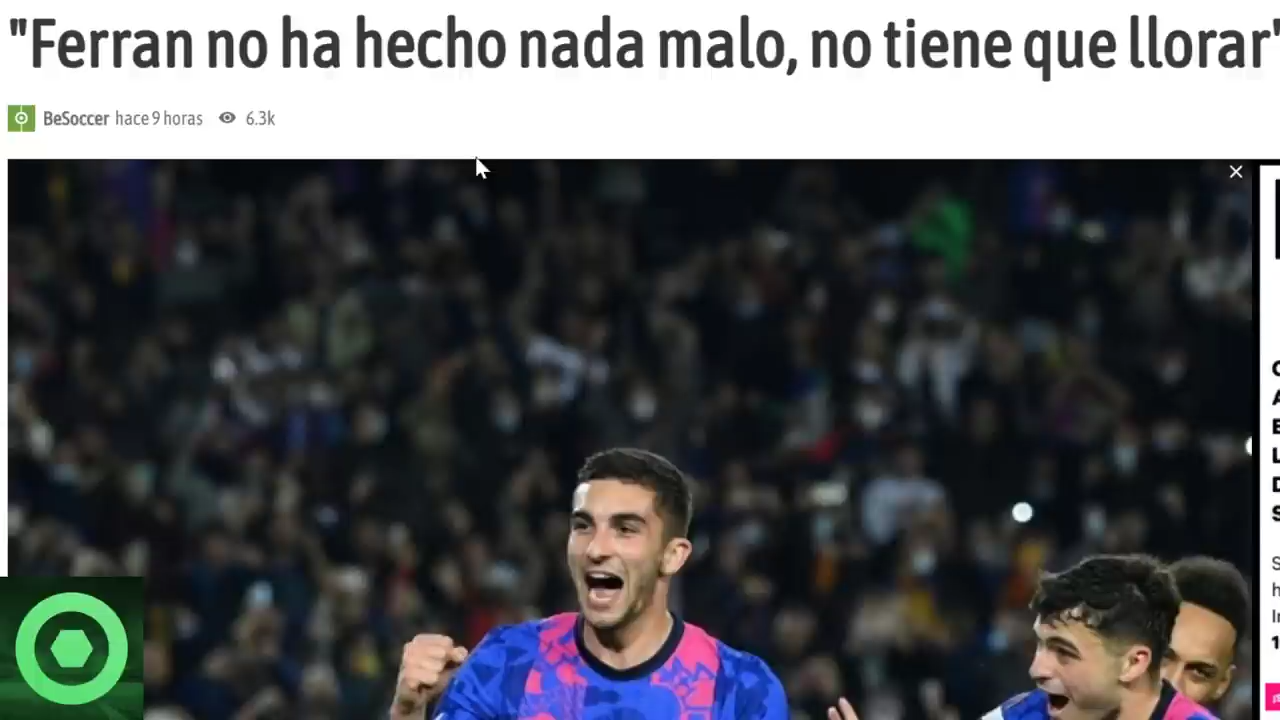 "Ferran no ha hecho nada malo, no tiene que llorar"
BeSoccer hace 9 horas 6.3k